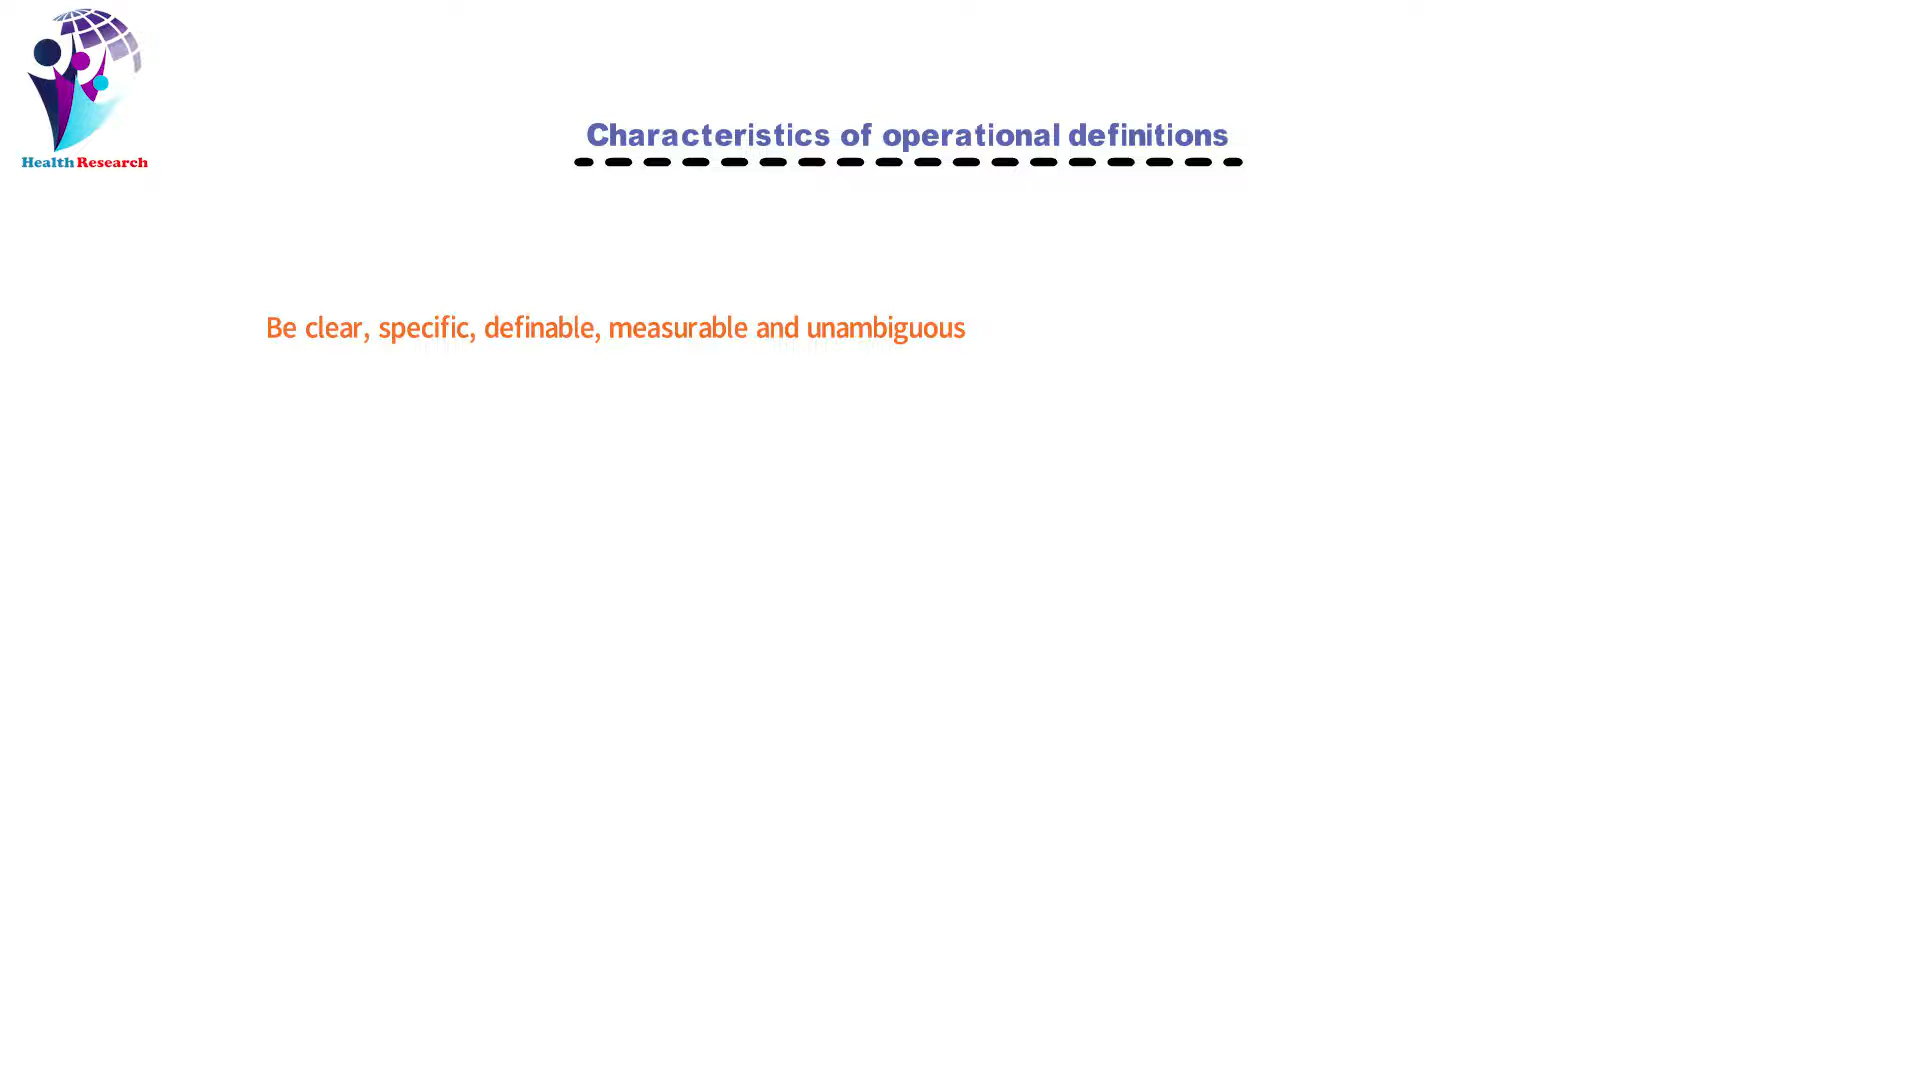 Health Research
Characteristics of operational definitions
Be clear, specific, definable, measurable and unambiguous